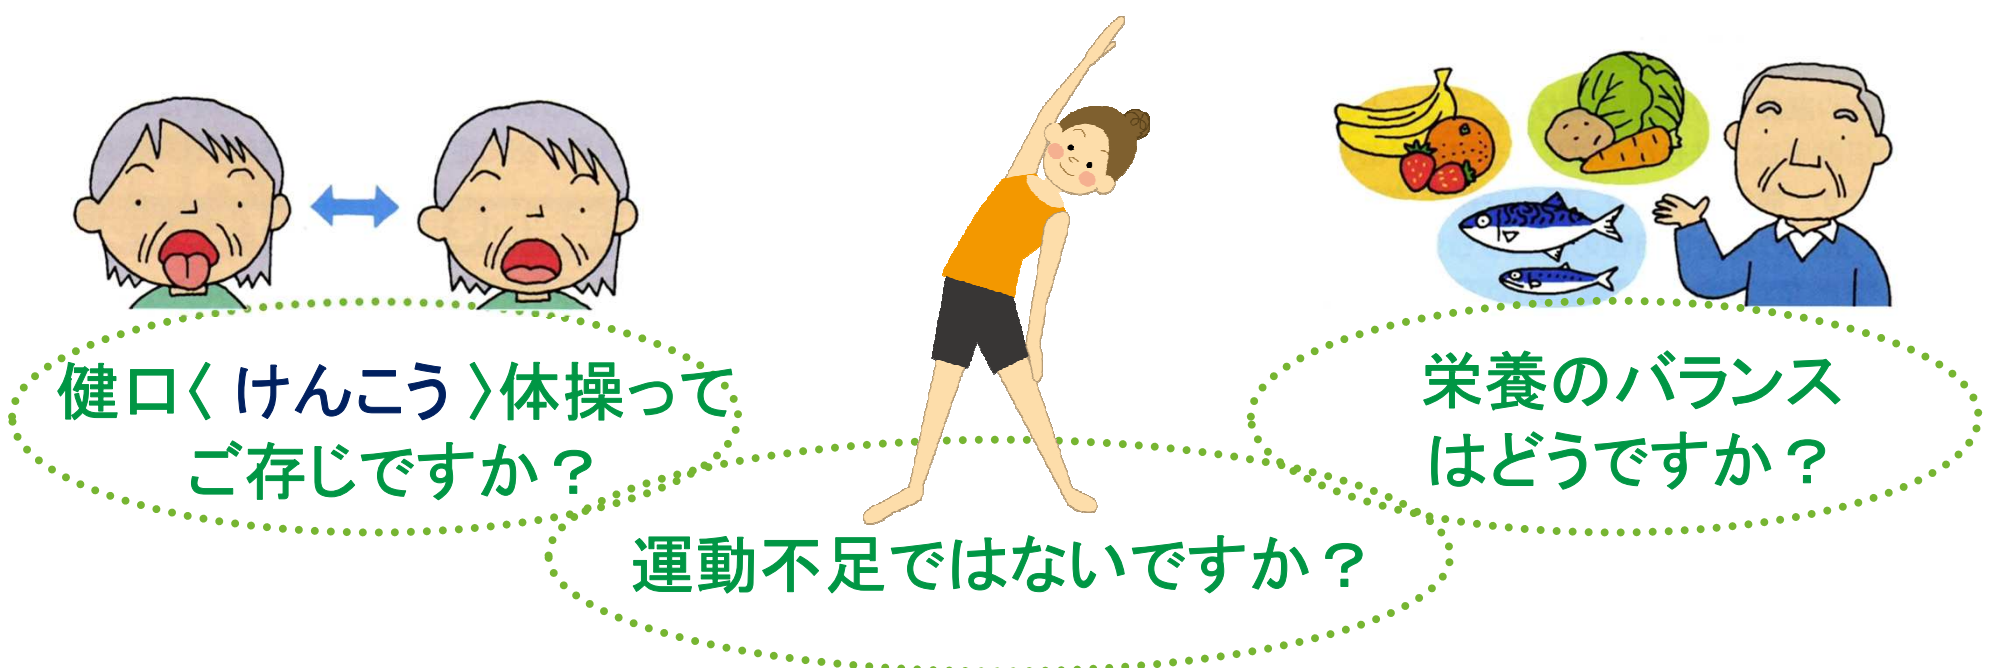 健口〈けんこう〉体操って
ご存じですか？
運動不足ではないですか？
栄養のバランス
はどうですか？